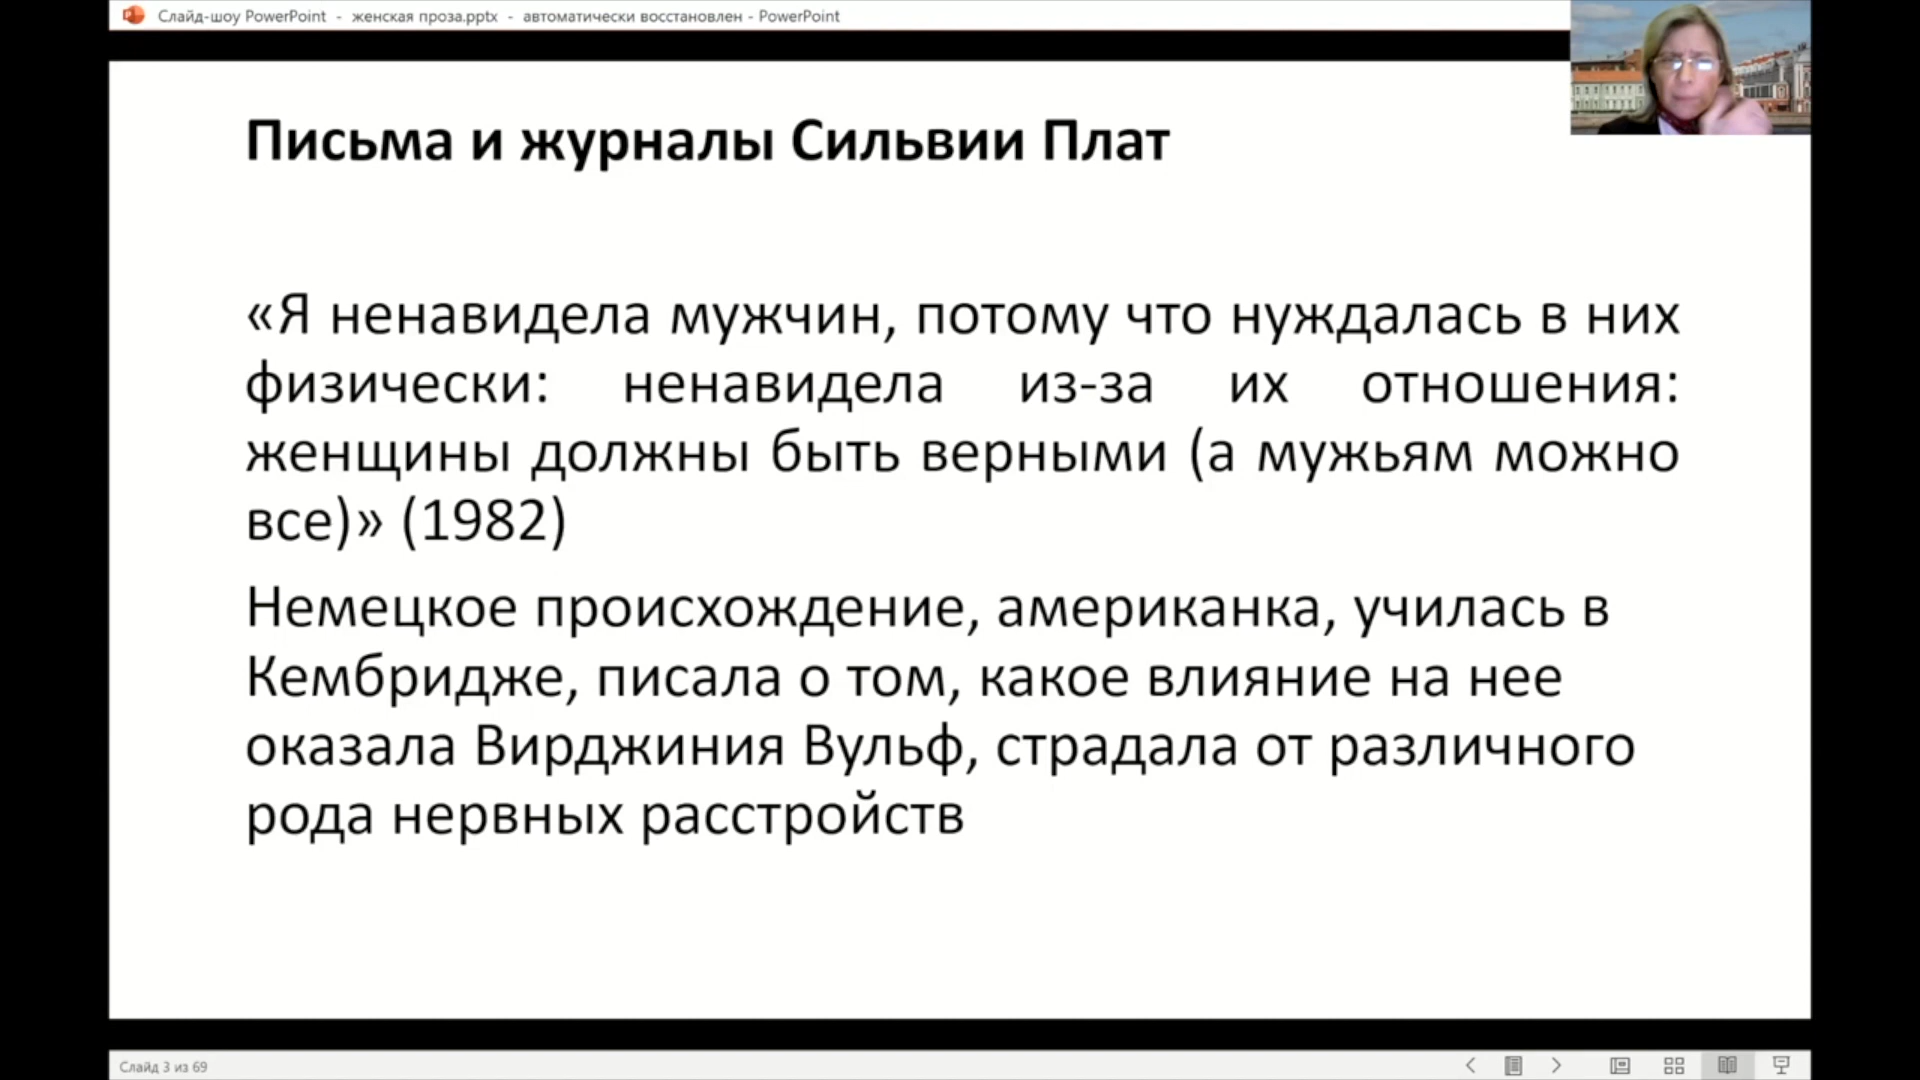 Слайд-шоу PowerPoint - женская проза.pptx - автоматически восстановлен - PowerPoint
Письма и журналы Сильвии Плат
«Я ненавидела мужчин, потому что нуждалась в них
физически: ненавидела из-за их отношения:
женщины должны быть верными (а мужьям можно
все)» (1982)
Немецкое происхождение, американка, училась в
Кембридже, писала о том, какое влияние на нее
оказала Вирджиния Вульф, страдала от различного
рода нервных расстройств
Слайд 3 из 69